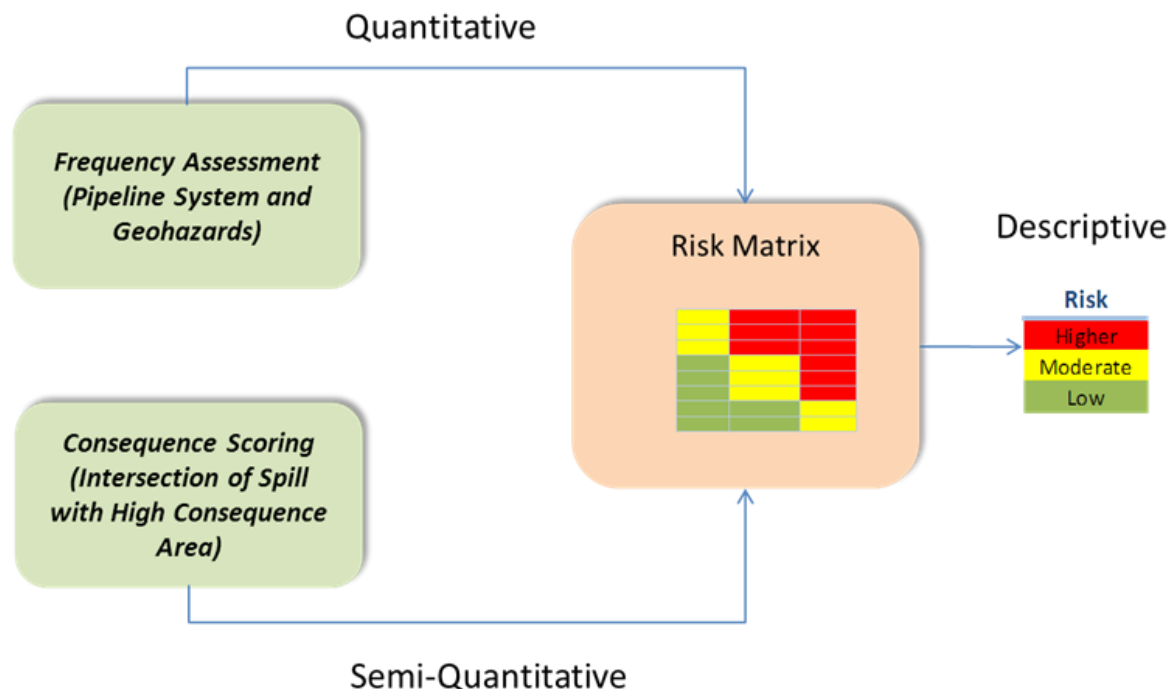 Quantitative
Frequency Assessment
(Pipeline System and
Geohazards)
Risk Matrix
Descriptive
Risk
Higher
Moderate
Low
Consequence Scoring
(Intersection of Spill
with High Consequence
Area)
Semi-Quantitative